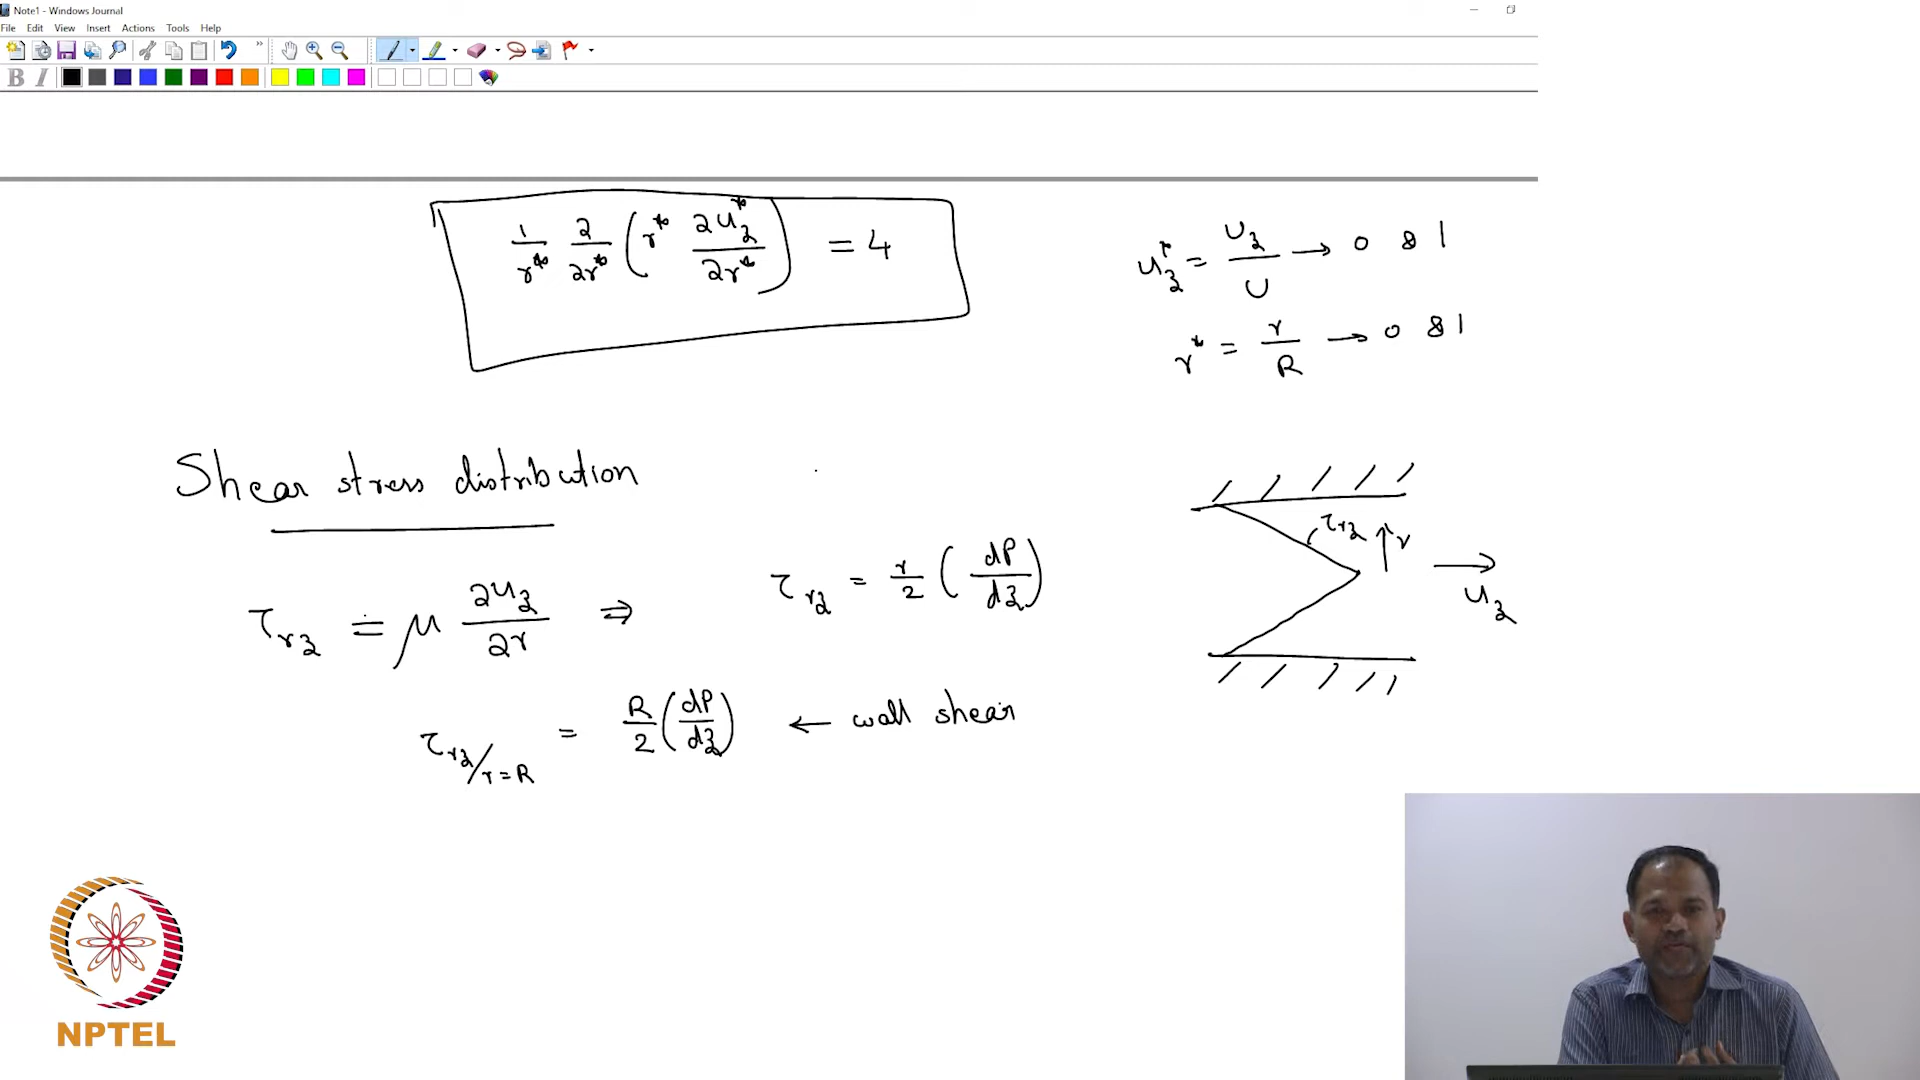 Note1 - Windows Journal
File Edit View Insert Actions Tools Help
B I
1/r* ∂/∂r* (r* ∂u_z*/∂r*) = 4
u_z* = u_z/U → 0 & 1
r* = r/R → 0 & 1
Shear stress distribution
τ_rz = μ ∂u_z/∂r ⇒ τ_rz = r/2 (dP/dz)
τ_rz r
u_z
τ_rz/r=R = R/2 (dP/dz) ← wall shear
NPTEL